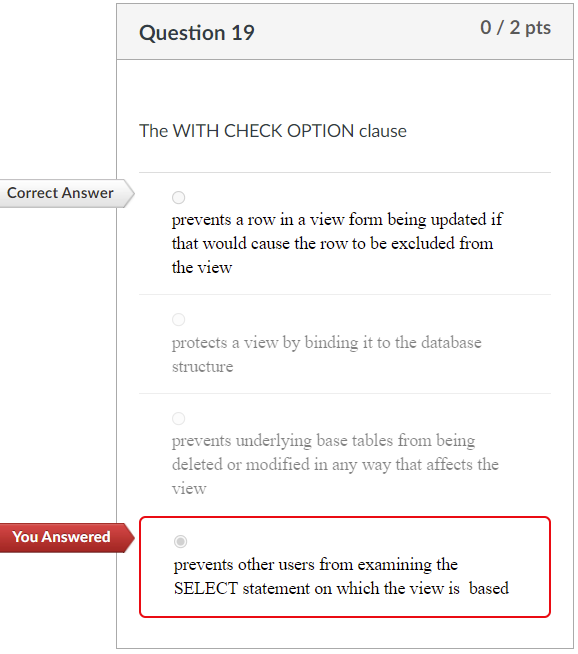 Question 19
0 / 2 pts
The WITH CHECK OPTION clause
Correct Answer
prevents a row in a view form being updated if
that would cause the row to be excluded from
the view
protects a view by binding it to the database
structure
prevents underlying base tables from being
deleted or modified in any way that affects the
view
You Answered
prevents other users from examining the
SELECT statement on which the view is  based